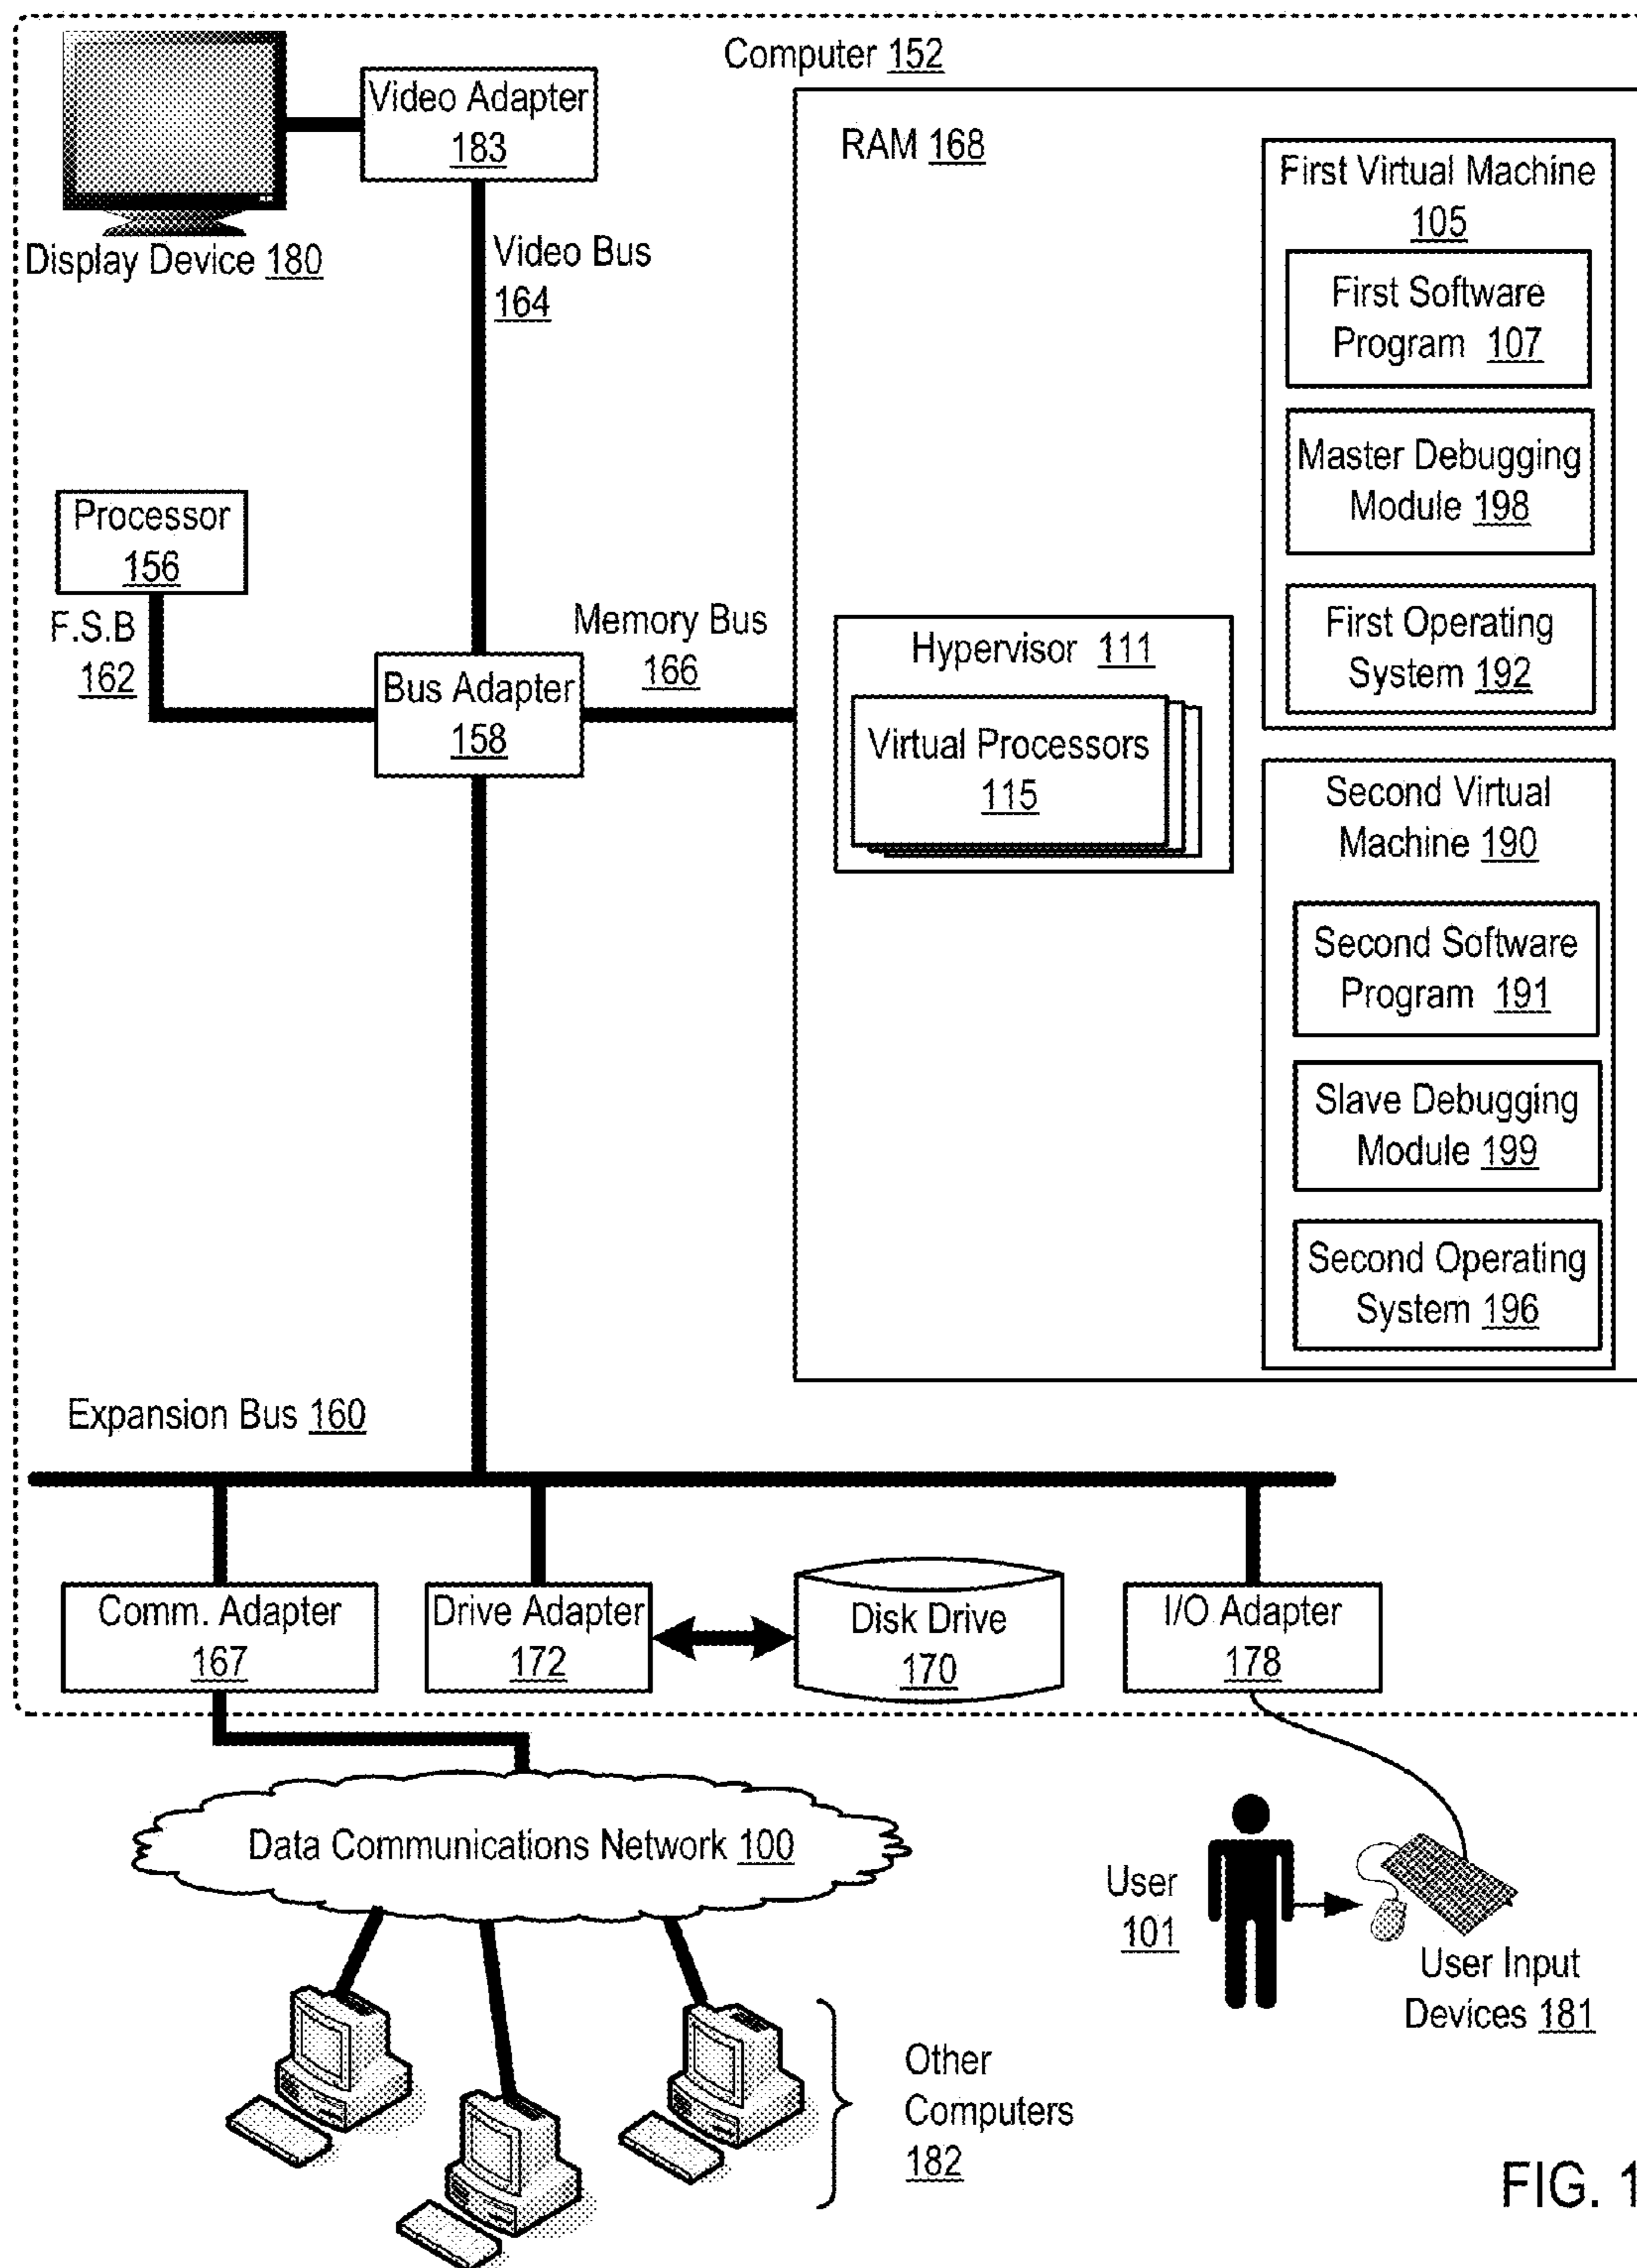 Computer 152
Video Adapter
183
Display Device 180
Video Bus
164
Processor
156
F.S.B
162
Bus Adapter
158
Memory Bus
166
RAM 168
Hypervisor 111
Virtual Processors
115
First Virtual Machine
105
First Software
Program 107
Master Debugging
Module 198
First Operating
System 192
Second Virtual
Machine 190
Second Software
Program 191
Slave Debugging
Module 199
Second Operating
System 196
Expansion Bus 160
Comm. Adapter
167
Drive Adapter
172
Disk Drive
170
I/O Adapter
178
Data Communications Network 100
User
101
User Input
Devices 181
Other
Computers
182
FIG. 1